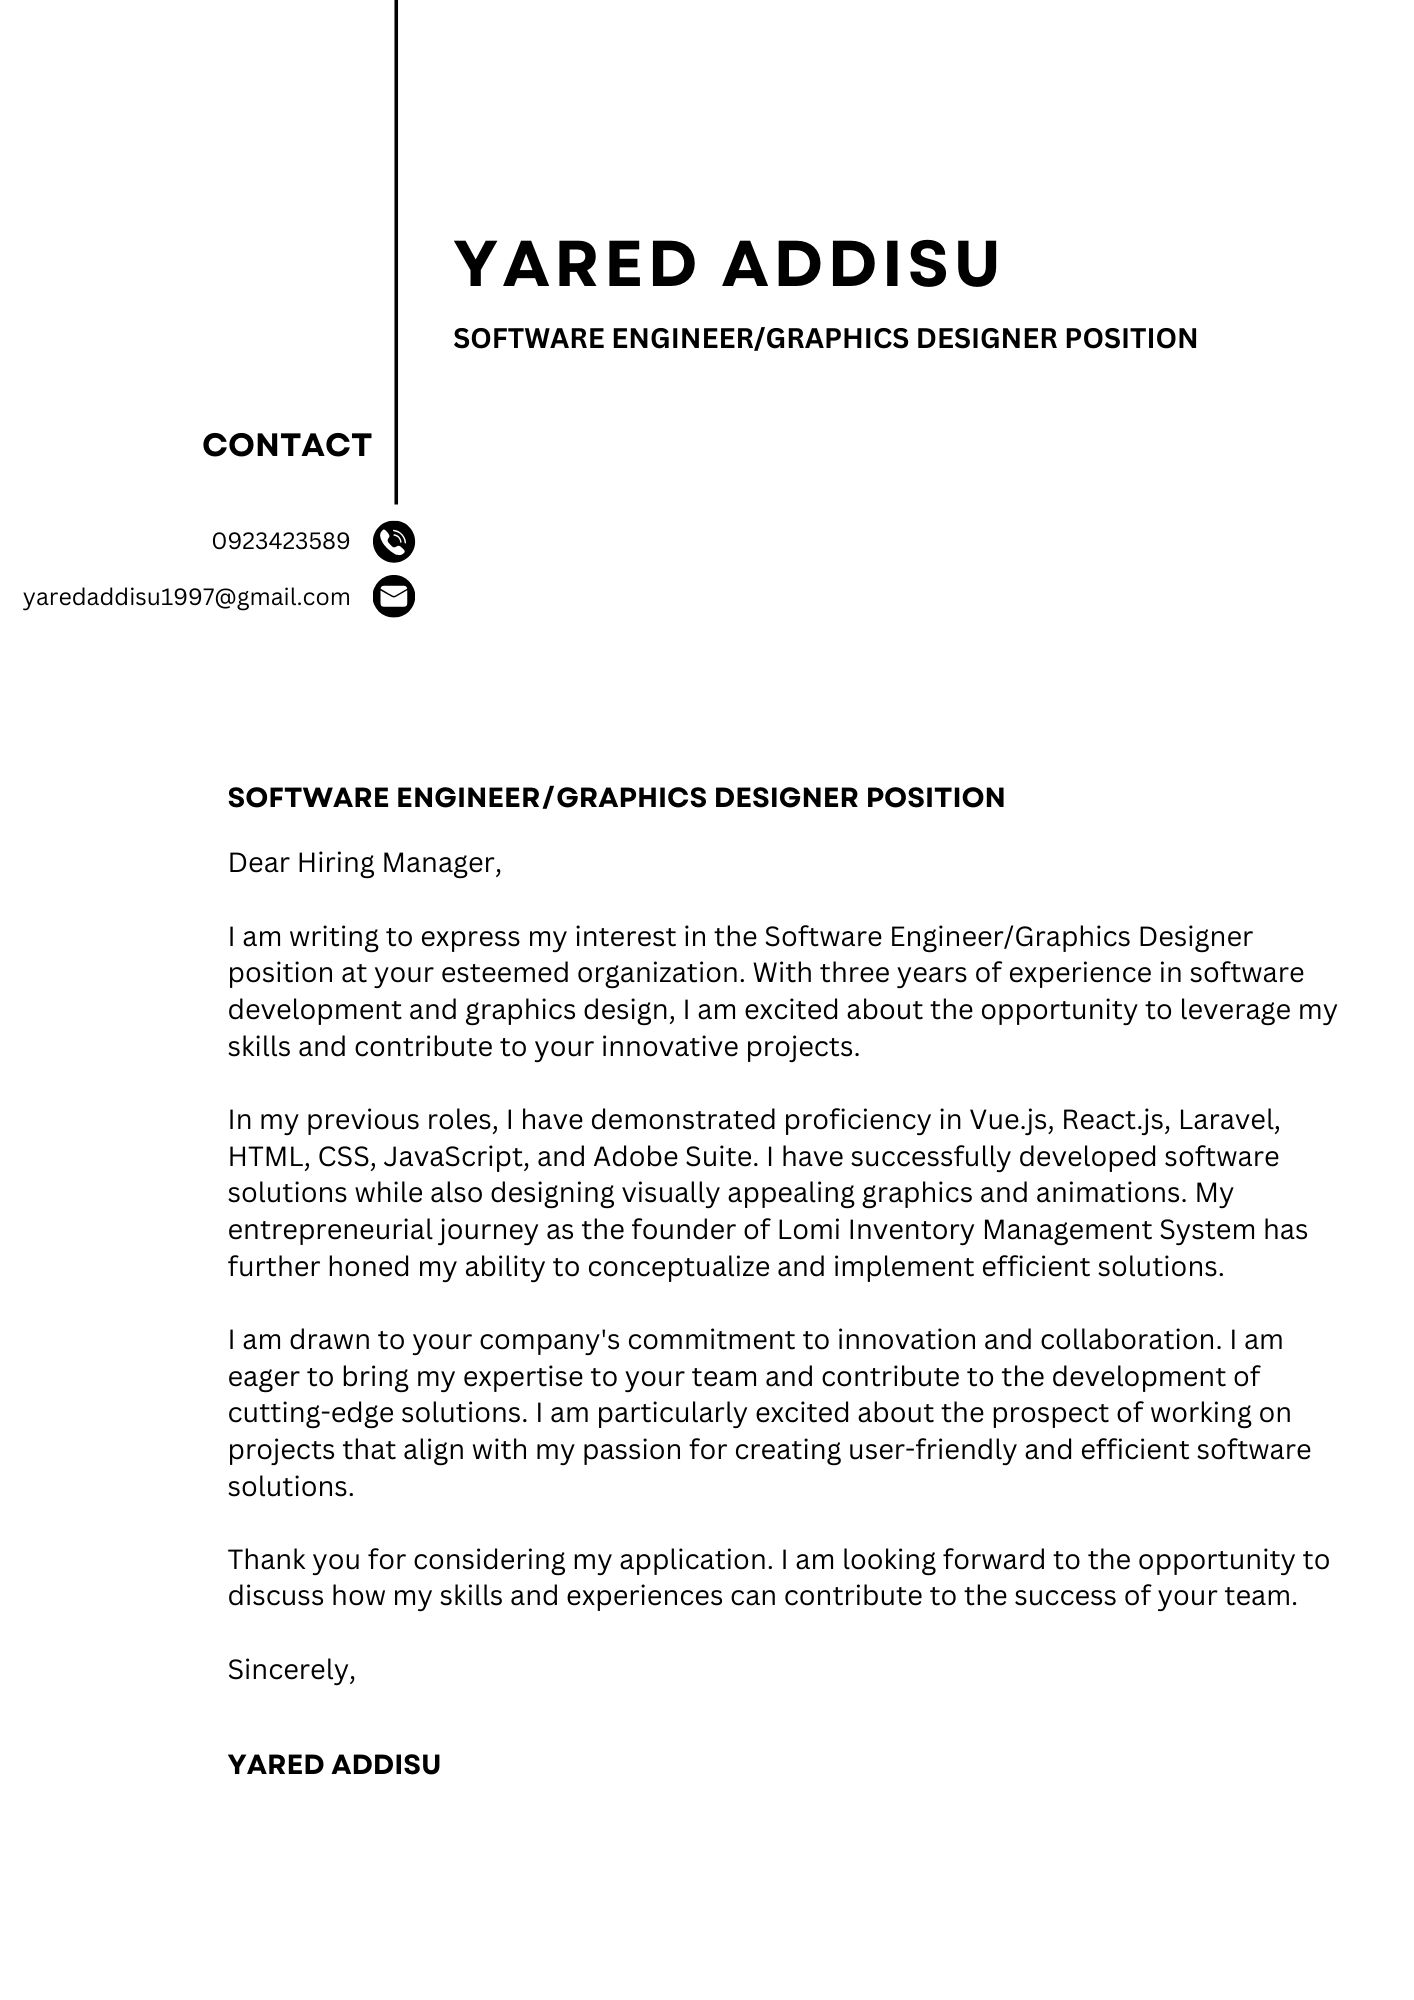 YARED ADDISU
SOFTWARE ENGINEER/GRAPHICS DESIGNER POSITION
CONTACT
0923423589
yaredaddisu1997@gmail.com
SOFTWARE ENGINEER/GRAPHICS DESIGNER POSITION
Dear Hiring Manager,
I am writing to express my interest in the Software Engineer/Graphics Designer
position at your esteemed organization. With three years of experience in software
development and graphics design, I am excited about the opportunity to leverage my
skills and contribute to your innovative projects.
In my previous roles, I have demonstrated proficiency in Vue.js, React.js, Laravel,
HTML, CSS, JavaScript, and Adobe Suite. I have successfully developed software
solutions while also designing visually appealing graphics and animations. My
entrepreneurial journey as the founder of Lomi Inventory Management System has
further honed my ability to conceptualize and implement efficient solutions.
I am drawn to your company's commitment to innovation and collaboration. I am
eager to bring my expertise to your team and contribute to the development of
cutting-edge solutions. I am particularly excited about the prospect of working on
projects that align with my passion for creating user-friendly and efficient software
solutions.
Thank you for considering my application. I am looking forward to the opportunity to
discuss how my skills and experiences can contribute to the success of your team.
Sincerely,
YARED ADDISU